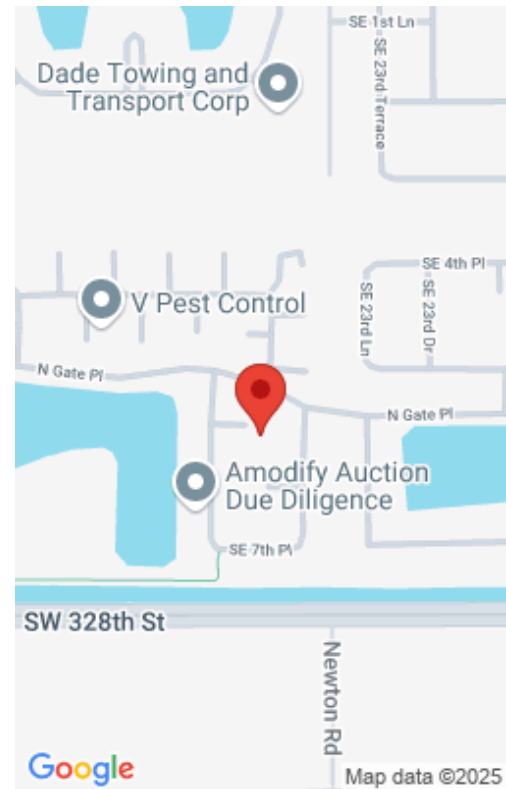 SE 1st Ln
Dade Towing and
Transport Corp
SE 23rd Terrace
SE 4th Pl
V Pest Control
SE 23rd Ln
SE 23rd Dr
N Gate Pl
N Gate Pl
Amodify Auction
Due Diligence
SE 7th Pl
SW 328th St
Newton Rd
Google
Map data ©2025